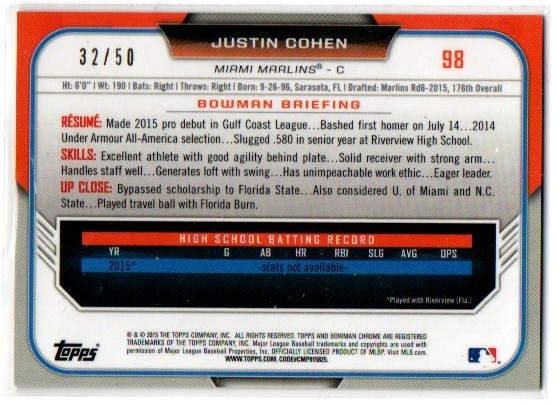 32/50
JUSTIN COHEN
MIAMI MARLINS® - C
98
Ht: 6'0" | Wt: 190 | Bats: Right | Throws: Right | Born: 9-26-96, Sarasota, FL | Drafted: Marlins Rd6-2015, 176th Overall
BOWMAN BRIEFING
RÉSUMÉ: Made 2015 pro debut in Gulf Coast League...Bashed first homer on July 14...2014
Under Armour All-America selection...Slugged .580 in senior year at Riverview High School.
SKILLS: Excellent athlete with good agility behind plate...Solid receiver with strong arm...
Handles staff well...Generates loft with swing...Has unimpeachable work ethic...Eager leader.
UP CLOSE: Bypassed scholarship to Florida State...Also considered U. of Miami and N.C.
State...Played travel ball with Florida Burn.
HIGH SCHOOL BATTING RECORD
YR G AB HR RBI SLG AVG OPS
2015* -stats not available-
*Played with Riverview (Fla.)
® & © 2015 THE TOPPS COMPANY, INC. ALL RIGHTS RESERVED. TOPPS AND BOWMAN CHROME ARE REGISTERED
TRADEMARKS OF THE TOPPS COMPANY, INC. Major League Baseball trademarks and copyrights are used with
permission of Major League Baseball Properties, Inc. OFFICIALLY LICENSED PRODUCT OF MLBP. Visit MLB.com.
WWW.TOPPS.COM. CODE#CMP015025.
TOPPS